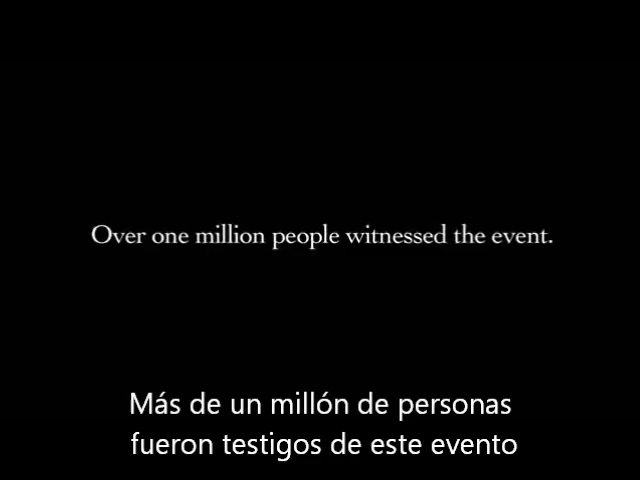 Over one million people witnessed the event.
Más de un millón de personas
fueron testigos de este evento